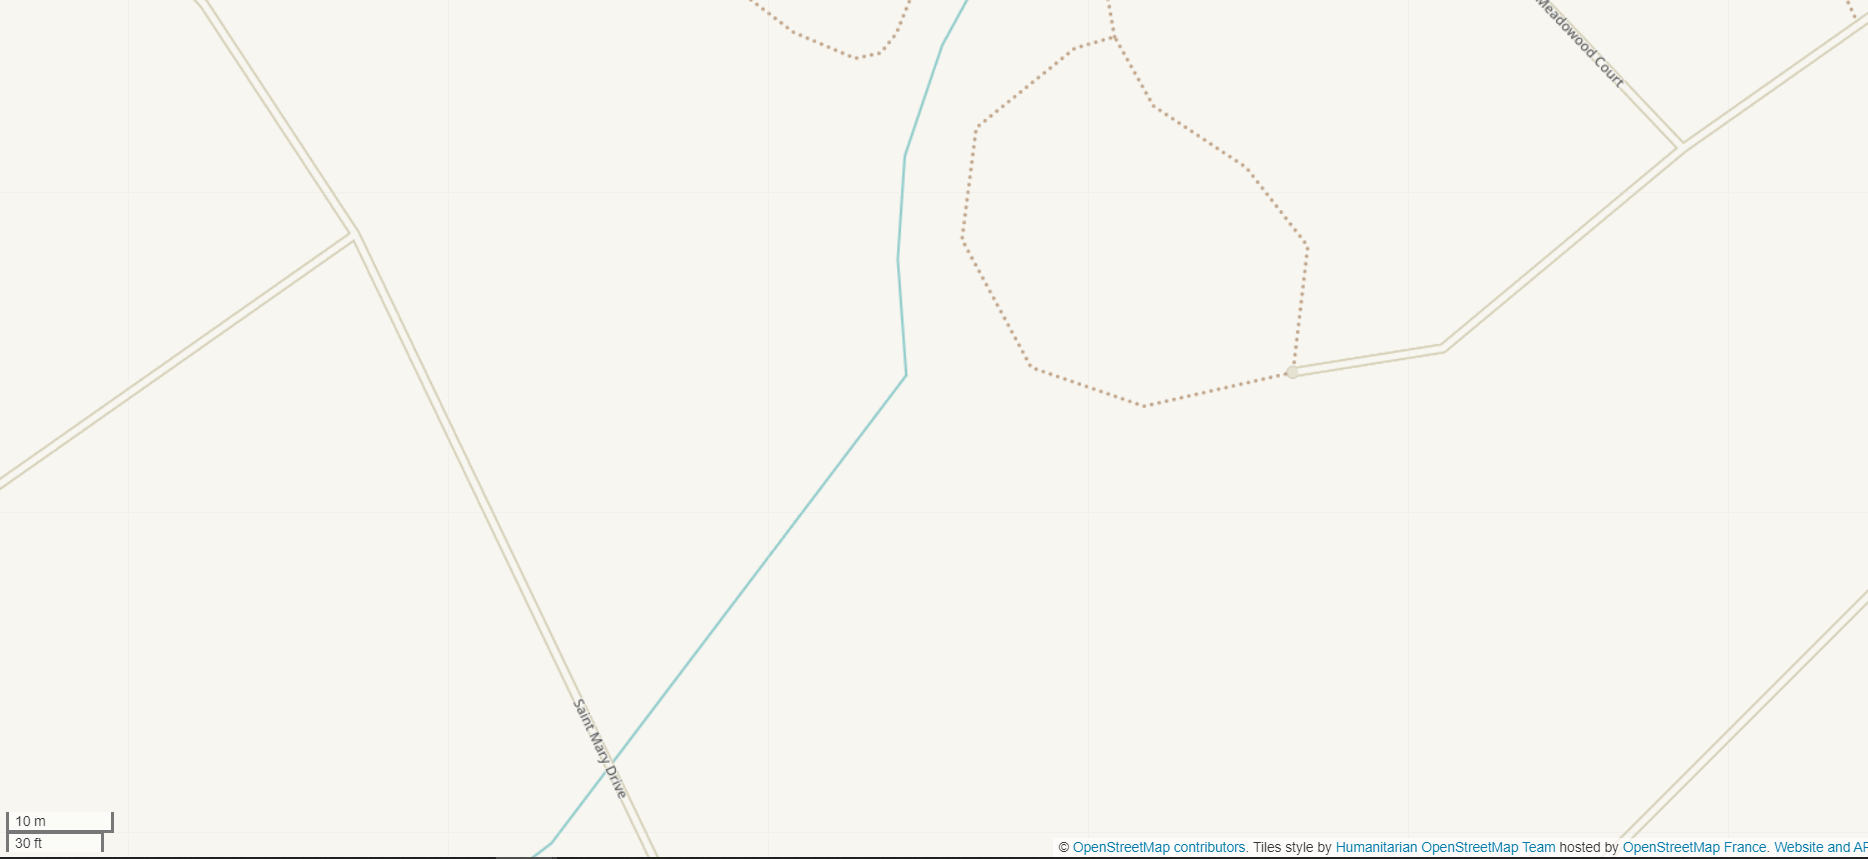 Meadowood Court
Saint Mary Drive
10 m
30 ft
© OpenStreetMap contributors. Tiles style by Humanitarian OpenStreetMap Team hosted by OpenStreetMap France. Website and AP